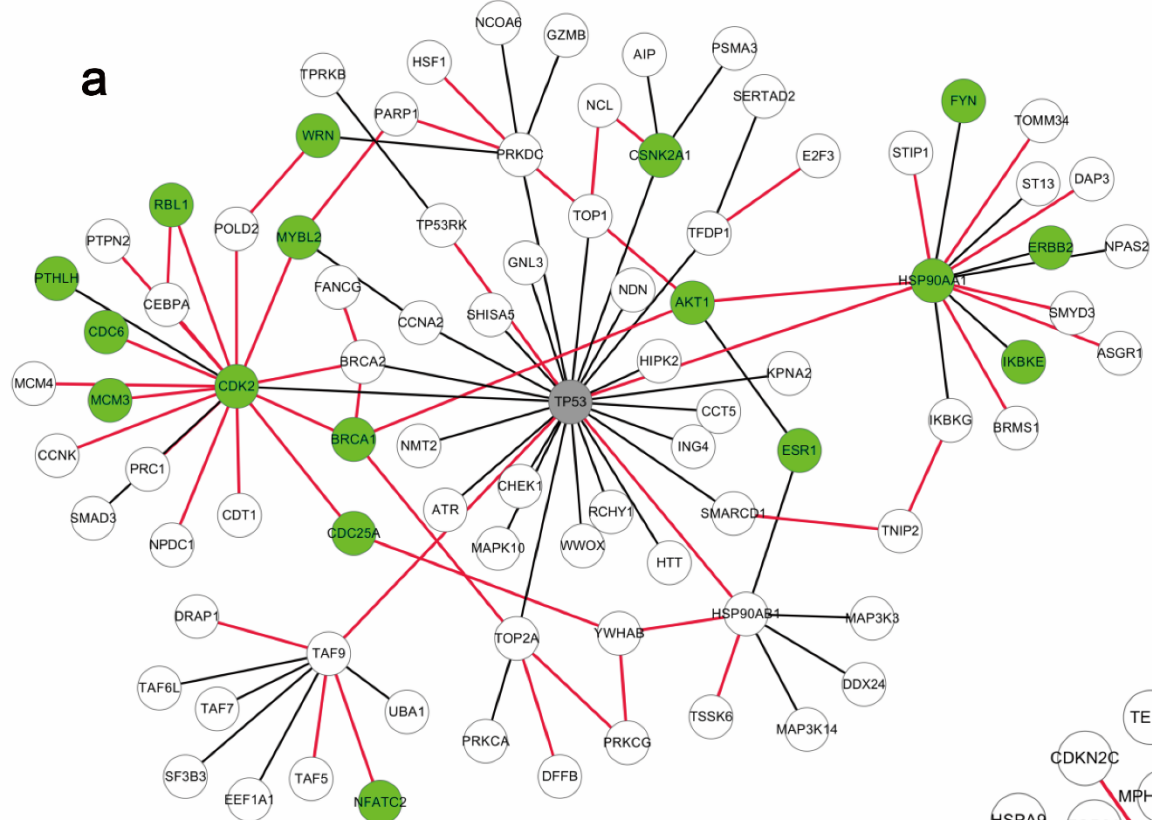 a
NCOA6
GZMB
AIP
PSMA3
HSF1
TPRKB
SERTAD2
NCL
FYN
PARP1
TOMM34
WRN
PRKDC
CSNK2A1
E2F3
STIP1
ST13
DAP3
RBL1
POLD2
TOP1
TP53RK
TFDP1
PTPN2
MYBL2
ERBB2
NPAS2
GNL3
PTHLH
FANCG
NDN
HSP90AA1
CEBPA
AKT1
SMYD3
CDC6
CCNA2
SHISA5
ASGR1
BRCA2
HIPK2
IKBKE
KPNA2
MCM4
CDK2
MCM3
TP53
CCT5
IKBKG
BRMS1
BRCA1
NMT2
ING4
ESR1
CCNK
PRC1
CHEK1
ATR
RCHY1
SMARCD1
SMAD3
CDT1
CDC25A
TNIP2
NPDC1
MAPK10
WWOX
HTT
DRAP1
HSP90AB1
MAP3K3
TOP2A
YWHAB
TAF9
DDX24
TAF6L
TAF7
UBA1
TSSK6
MAP3K14
TE
PRKCA
PRKCG
CDKN2C
SF3B3
TAF5
DFFB
EEF1A1
NFATC2
MPH
HSPA9